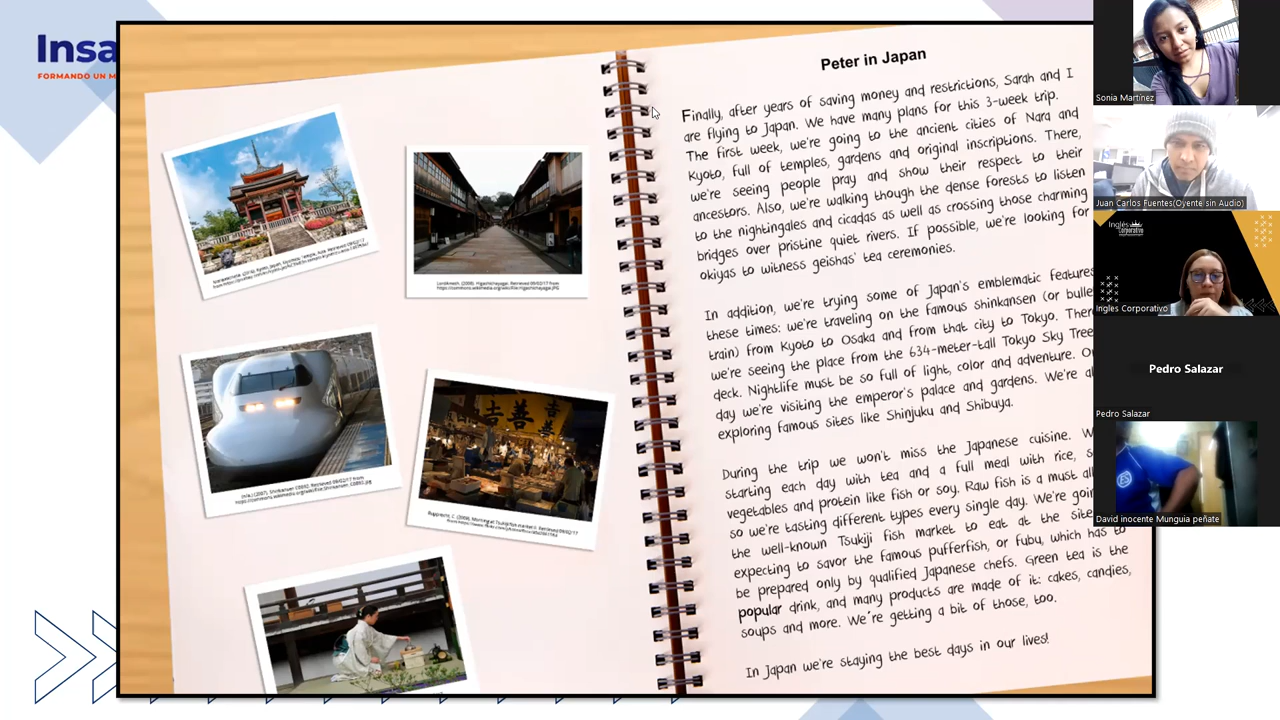 Insa
FORMANDO UN M
Peter in Japan
Finally, after years of saving money and restrictions, Sarah and I
are flying to Japan. We have many plans for this 3-week trip.
The first week, we're going to the ancient cities of Nara and
Kyoto, full of temples, gardens and original inscriptions. There,
we're seeing people pray and show their respect to their
ancestors. Also, we're walking though the dense forests to listen
to the nightingales and cicadas as well as crossing those charming
bridges over pristine quiet rivers. If possible, we're looking for
okiyas to witness geishas' tea ceremonies.
In addition, we're trying some of Japan's emblematic features
these times: we're traveling on the famous shinkansen (or bulle
train) from Kyoto to Osaka and from that city to Tokyo. Ther
we're seeing the place from the 634-meter-tall Tokyo Sky Tree
deck. Nightlife must be so full of light, color and adventure. O
day we're visiting the emperor's palace and gardens. We're al
exploring famous sites like Shinjuku and Shibuya.
During the trip we won't miss the Japanese cuisine. W
starting each day with tea and a full meal with rice, s
vegetables and protein like fish or soy. Raw fish is a must all
so we're tasting different types every single day. We're goin
the well-known Tsukiji fish market to eat at the site
expecting to savor the famous pufferfish, or fubu, which has to
be prepared only by qualified Japanese chefs. Green tea is the
popular drink, and many products are made of it: cakes, candies,
soups and more. We're getting a bit of those, too.
In Japan we're staying the best days in our lives!
吉善吉
Sonia Martinez
Juan Carlos Fuentes(Oyente sin Audio)
Inglés
Corporativo
Ingles Corporativo
Pedro Salazar
Pedro Salazar
David inocente Munguia peñate